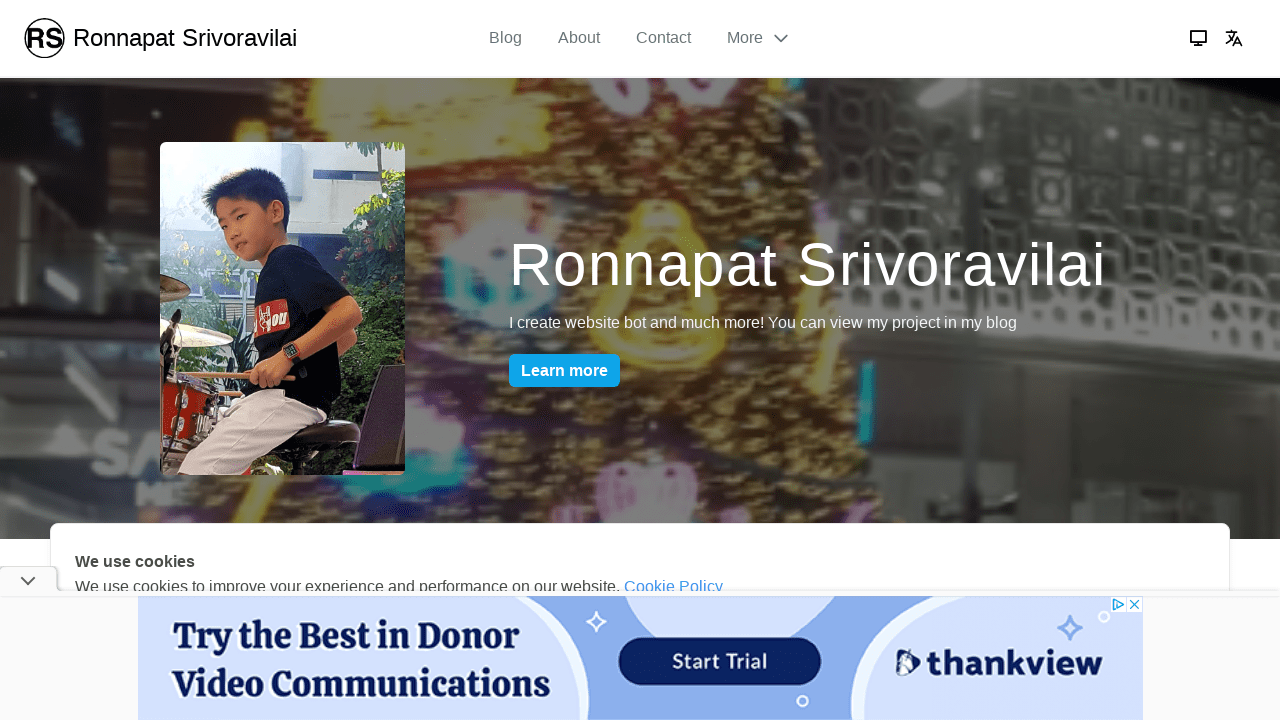 RS Ronnapat Srivoravilai
Blog
About
Contact
More
Ronnapat Srivoravilai
I create website bot and much more! You can view my project in my blog
Learn more
We use cookies
We use cookies to improve your experience and performance on our website. Cookie Policy
Try the Best in Donor
Video Communications
Start Trial
thankview